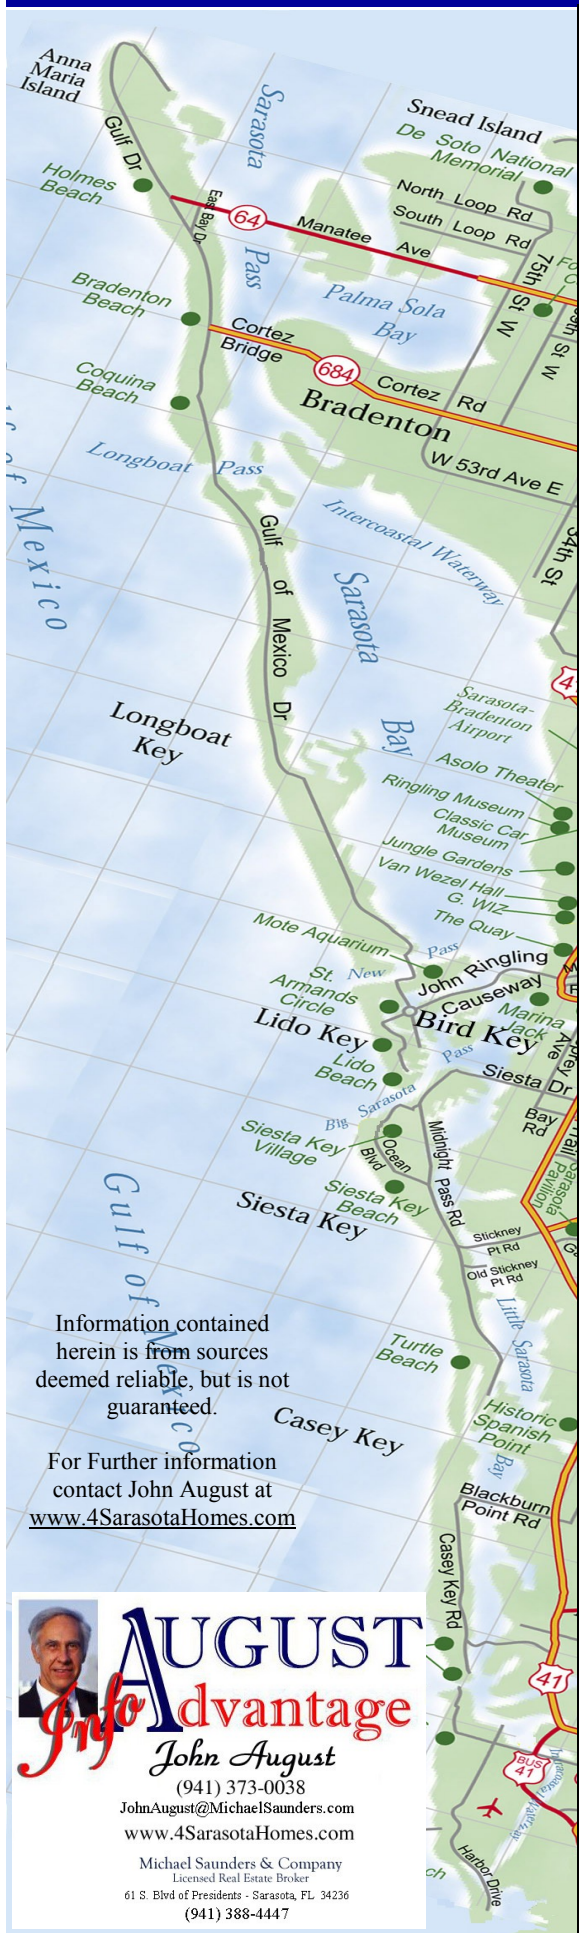 Anna
Maria
Island
Gulf Dr
Sarasota
Pass
Snead Island
De Soto National
Memorial
Holmes
Beach
East Bay Dr
64
Manatee Ave
North Loop Rd
South Loop Rd
75th St W
St W
Palma Sola
Bay
Bradenton
Beach
Cortez
Bridge
684
Cortez Rd
Bradenton
Coquina
Beach
W 53rd Ave E
34th St
Longboat Pass
Intercoastal Waterway
of Mexico
Gulf of Mexico Dr
Sarasota
Bay
41
Longboat
Key
Sarasota-
Bradenton
Airport
Asolo Theater
Ringling Museum
Classic Car
Museum
Jungle Gardens
Van Wezel Hall
G. WIZ
The Quay
Mote Aquarium
New Pass
John Ringling
Causeway
St.
Armands
Circle
Marina
Jack
Lido Key
Bird Key
Lido
Beach
Siesta Dr
Big Sarasota Pass
Bay
Rd
Siesta Key
Village
Ocean
Blvd
Midnight Pass Rd
Siesta Key
Beach
Sarasota
Pavilion
Siesta Key
Stickney
Pt Rd
Old Stickney
Pt Rd
Gulf of Mexico
Little Sarasota
Bay
Turtle
Beach
Casey Key
Historic
Spanish
Point
Blackburn
Point Rd
Casey Key Rd
41
BUS
41
Harbor Drive
Information contained
herein is from sources
deemed reliable, but is not
guaranteed.
For Further information
contact John August at
www.4SarasotaHomes.com
AUGUST
Info Advantage
John August
(941) 373-0038
JohnAugust@MichaelSaunders.com
www.4SarasotaHomes.com
Michael Saunders & Company
Licensed Real Estate Broker
61 S. Blvd of Presidents - Sarasota, FL 34236
(941) 388-4447